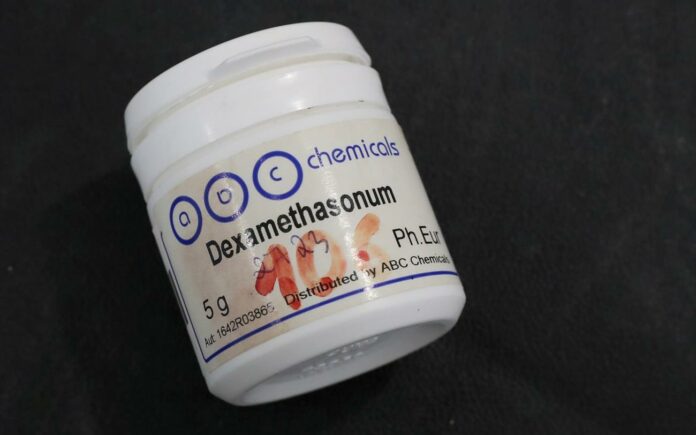 a b c chemicals
Dexamethasonum
Ph.Eur
5 g
Distributed by ABC Chemicals
Aut: 1642R03865